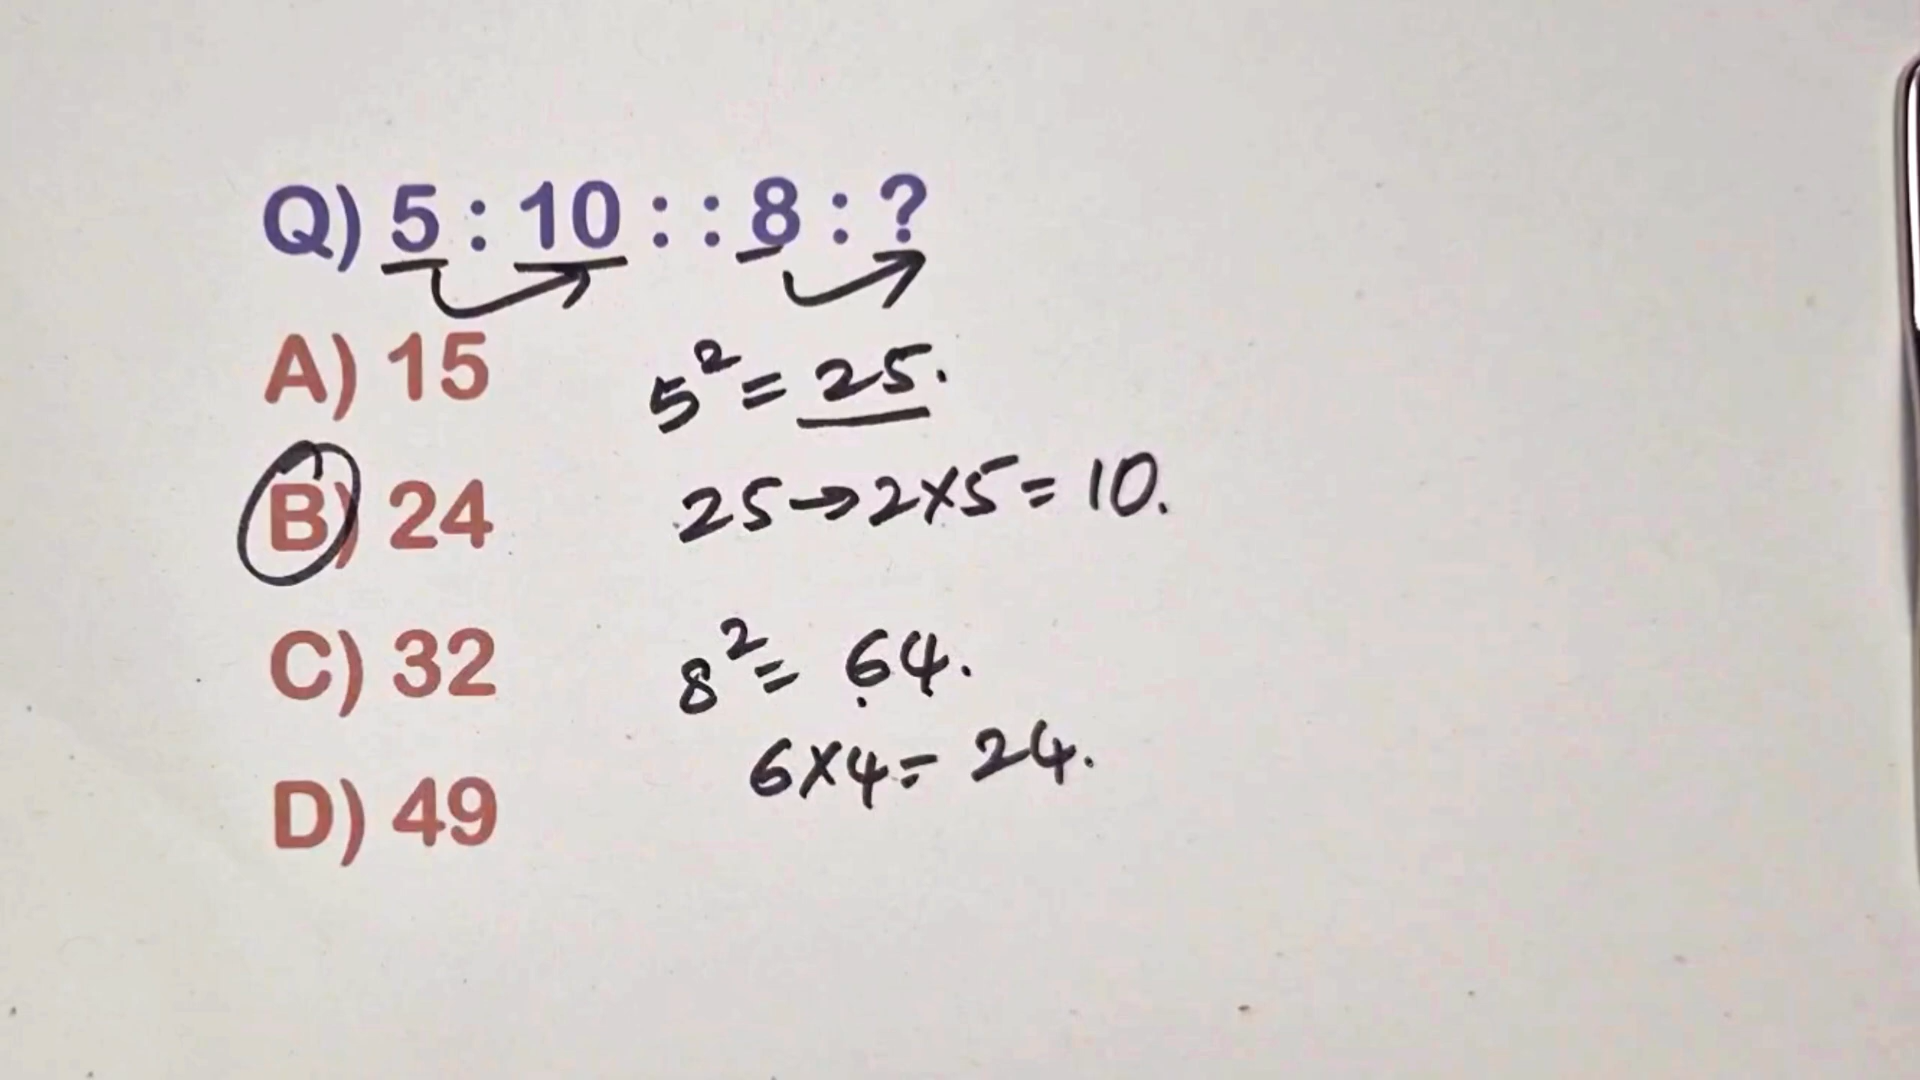 Q) 5 : 10 : : 8 : ?
A) 15
5² = 25.
B) 24
25→2×5 = 10.
C) 32
8² = 64.
6×4 = 24.
D) 49